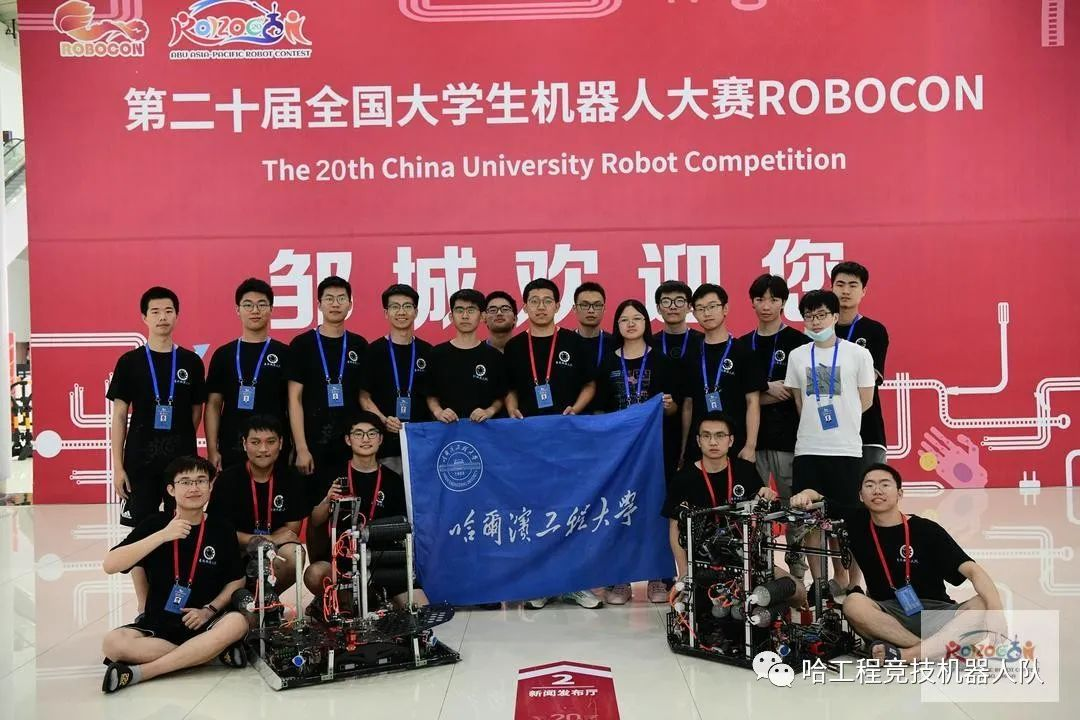 ROBOCON
ROBOCON
ABU ASIA-PACIFIC ROBOT CONTEST
第二十届全国大学生机器人大赛ROBOCON
The 20th China University Robot Competition
邹城欢迎您
1953
哈爾濱工程大學
2
新闻发布厅
哈工程竞技机器人队